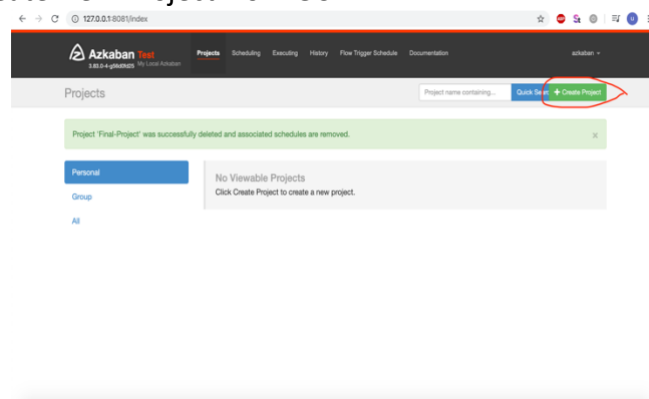 127.0.0.1:8081/index
Azkaban Test
My Local Azkaban
Projects Scheduling Executing History Flow Trigger Schedule Documentation azkaban
Projects
Project name containing... Quick + Create Project
Project 'Final-Project' was successfully deleted and associated schedules are removed. ×
Personal
Group
All
No Viewable Projects
Click Create Project to create a new project.